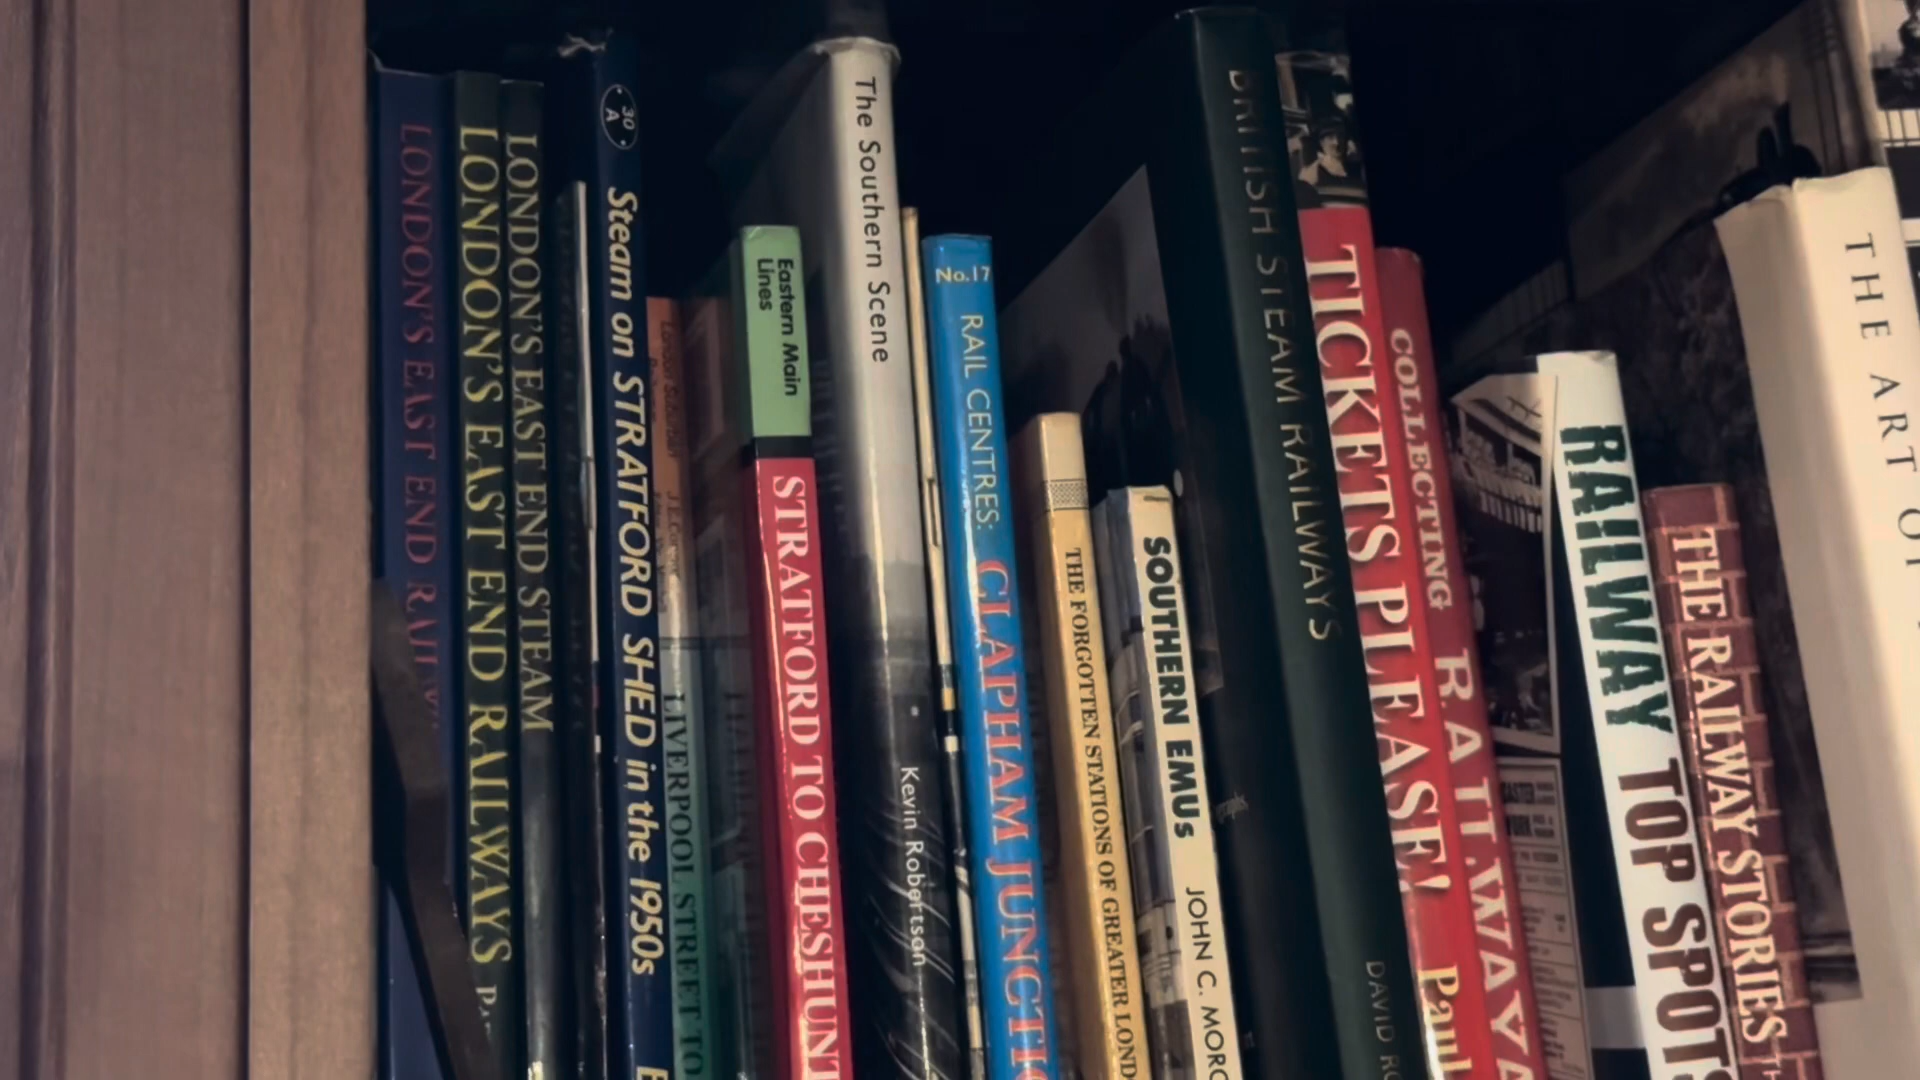 LONDON'S EAST END
LONDON'S EAST END RAILWAYS
LONDON'S EAST END STEAM
30
A
Steam on STRATFORD SHED in the 1950s
LIVERPOOL STREET TO
Eastern Main
Lines
STRATFORD TO CHESHUNT
The Southern Scene
Kevin Robertson
No.17
RAIL CENTRES: CLAPHAM JUNCTIO
THE FORGOTTEN STATIONS OF GREATER LOND
SOUTHERN EMUs
JOHN C. MOR
BRITISH STEAM RAILWAYS
DAVID RO
TICKETS PLEASE!
Paul
COLLECTING
RAILWAYA
RAILWAY TOP SPOTS
THE RAILWAY STORIES
THE ART OF